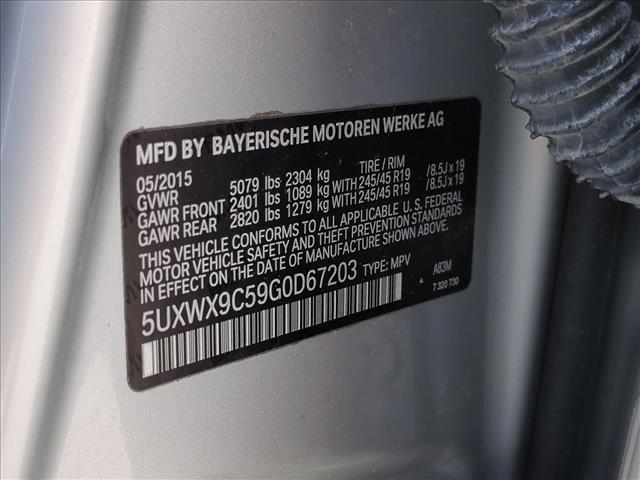 MFD BY BAYERISCHE MOTOREN WERKE AG
05/2015 TIRE / RIM
GVWR 5079 lbs 2304 kg
GAWR FRONT 2401 lbs 1089 kg WITH 245/45 R19 /8.5J x 19
GAWR REAR 2820 lbs 1279 kg WITH 245/45 R19 /8.5J x 19
THIS VEHICLE CONFORMS TO ALL APPLICABLE U. S. FEDERAL
MOTOR VEHICLE SAFETY AND THEFT PREVENTION STANDARDS
IN EFFECT ON THE DATE OF MANUFACTURE SHOWN ABOVE.
5UXWX9C59G0D67203 TYPE: MPV A83M
7 320 730